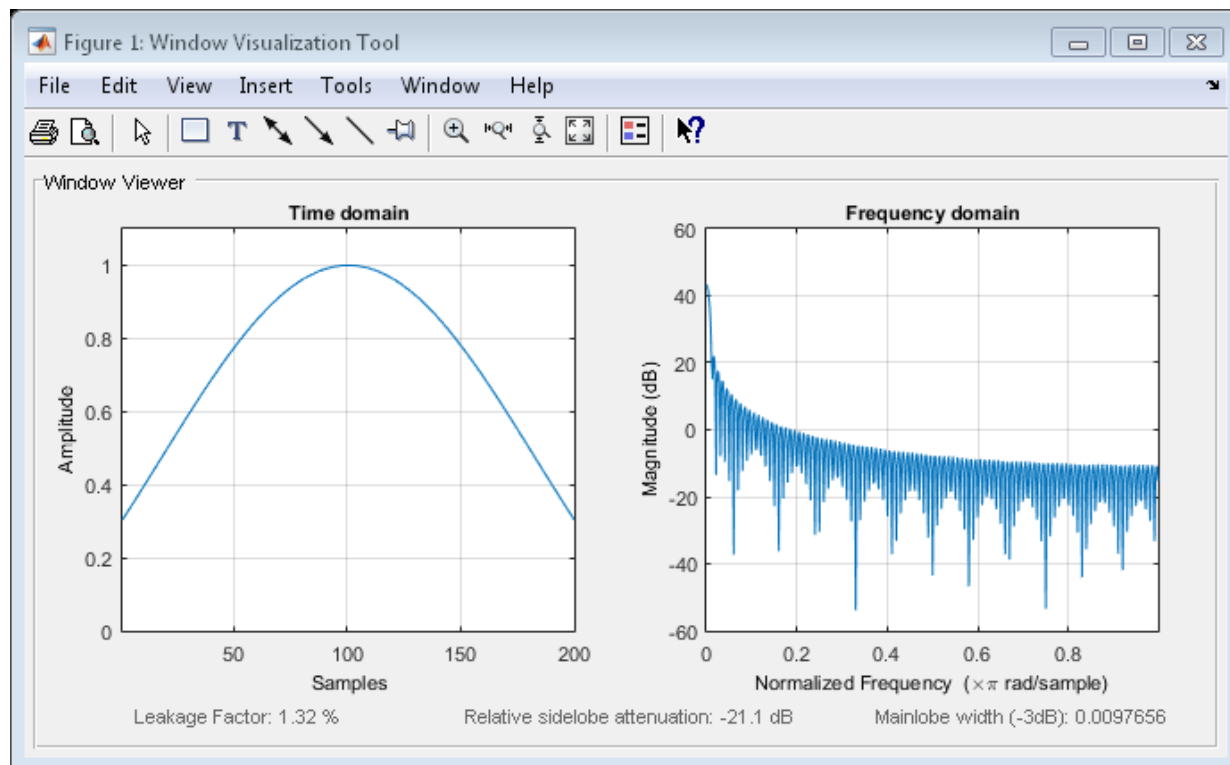 Figure 1: Window Visualization Tool
File Edit View Insert Tools Window Help
T
?
Window Viewer
Time domain
1
0.8
0.6
0.4
0.2
0
Amplitude
50 100 150 200
Samples
Frequency domain
60
40
20
0
-20
-40
-60
Magnitude (dB)
0 0.2 0.4 0.6 0.8
Normalized Frequency (×π rad/sample)
Leakage Factor: 1.32 % Relative sidelobe attenuation: -21.1 dB Mainlobe width (-3dB): 0.0097656